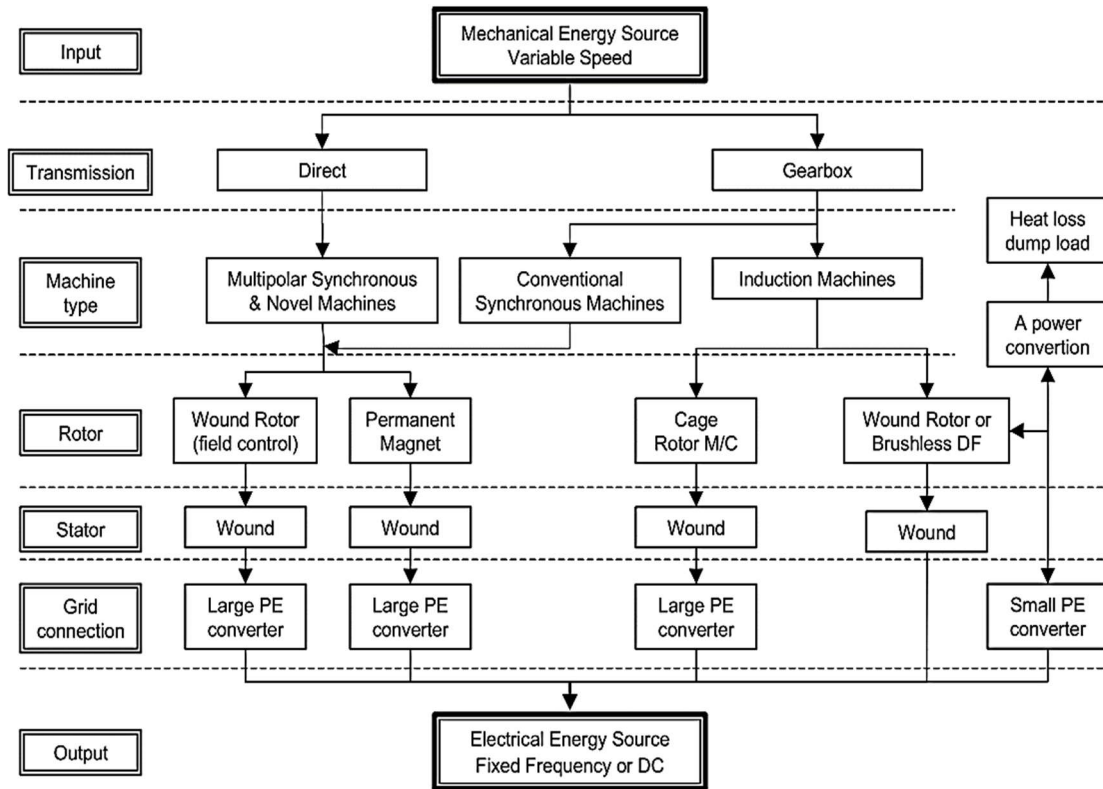 Input
Mechanical Energy Source
Variable Speed
Transmission
Direct
Gearbox
Heat loss
dump load
Machine
type
Multipolar Synchronous
& Novel Machines
Conventional
Synchronous Machines
Induction Machines
A power
convertion
Rotor
Wound Rotor
(field control)
Permanent
Magnet
Cage
Rotor M/C
Wound Rotor or
Brushless DF
Stator
Wound
Wound
Wound
Wound
Grid
connection
Large PE
converter
Large PE
converter
Large PE
converter
Small PE
converter
Output
Electrical Energy Source
Fixed Frequency or DC